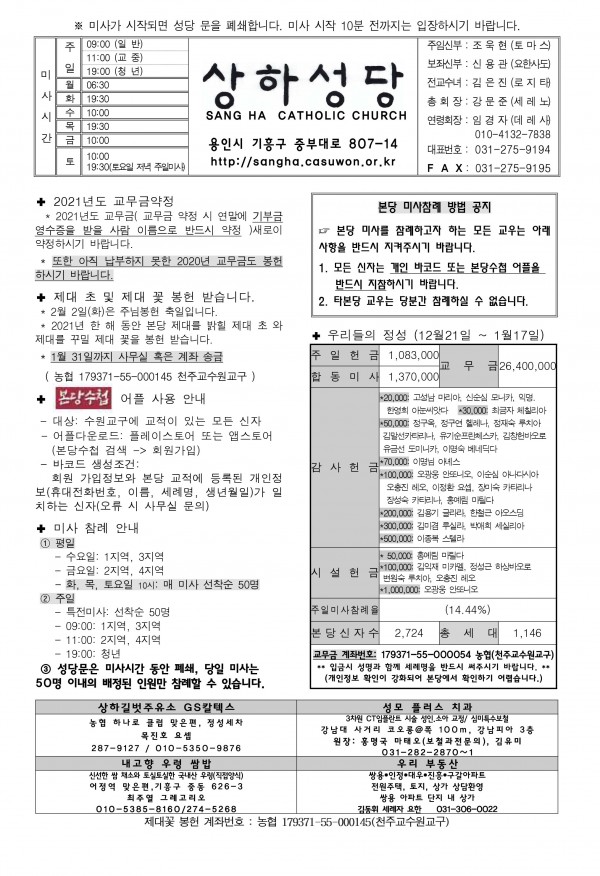 ※ 미사가 시작되면 성당 문을 폐쇄합니다. 미사 시작 10분 전까지는 입장하시기 바랍니다.
미사시간
주일
09:00 (일 반)
11:00 (교 중)
19:00 (청 년)
월 06:30
화 19:30
수 10:00
목 19:30
금 10:00
토 10:00
19:30(토요일 저녁 주일미사)
상하성당
SANG HA CATHOLIC CHURCH
용인시 기흥구 중부대로 807-14
http://sangha.casuwon.or.kr
주임신부 : 조 욱 현 (토 마 스)
보좌신부 : 신 용 관 (요한사도)
전교수녀 : 김 은 진 (로 지 타)
총 회 장 : 강 문 준 (세 레 노)
연령회장 : 임 경 자 (데 레 사)
010-4132-7838
대표번호 : 031-275-9194
F A X : 031-275-9195
✚ 2021년도 교무금약정
* 2021년도 교무금( 교무금 약정 시 연말에 기부금
영수증을 받을 사람 이름으로 반드시 약정 )새로이
약정하시기 바랍니다.
* 또한 아직 납부하지 못한 2020년 교무금도 봉헌
하시기 바랍니다.
✚ 제대 초 및 제대 꽃 봉헌 받습니다.
* 2월 2일(화)은 주님봉헌 축일입니다.
* 2021년 한 해 동안 본당 제대를 밝힐 제대 초 와
제대를 꾸밀 제대 꽃을 봉헌 받습니다.
* 1월 31일까지 사무실 혹은 계좌 송금
( 농협 179371-55-000145 천주교수원교구 )
✚ 본당수첩 어플 사용 안내
- 대상: 수원교구에 교적이 있는 모든 신자
- 어플다운로드: 플레이스토어 또는 앱스토어
(본당수첩 검색 -> 회원가입)
- 바코드 생성조건:
회원 가입정보와 본당 교적에 등록된 개인정
보(휴대전화번호, 이름, 세례명, 생년월일)가 일
치하는 신자(오류 시 사무실 문의)
✚ 미사 참례 안내
① 평일
- 수요일: 1지역, 3지역
- 금요일: 2지역, 4지역
- 화, 목, 토요일 10시: 매 미사 선착순 50명
② 주일
- 특전미사: 선착순 50명
- 09:00: 1지역, 3지역
- 11:00: 2지역, 4지역
- 19:00: 청년
③ 성당문은 미사시간 동안 폐쇄, 당일 미사는
50명 이내의 배정된 인원만 참례할 수 있습니다.
본당 미사참례 방법 공지
☞ 본당 미사를 참례하고자 하는 모든 교우는 아래
사항을 반드시 지켜주시기 바랍니다.
1. 모든 신자는 개인 바코드 또는 본당수첩 어플을
반드시 지참하시기 바랍니다.
2. 타본당 교우는 당분간 참례하실 수 없습니다.
✚ 우리들의 정성 (12월21일 ~ 1월17일)
주 일 헌 금 1,083,000 교 무 금 26,400,000
합 동 미 사 1,370,000
감 사 헌 금
*20,000: 고성남 마리아, 신순심 모니카, 익명.
한영희 아눈씨앗다 *30,000: 최금자 체칠리아
*50,000: 정구옥, 정구연 헬레나, 정재숙 루치아
김말선카타리나, 유기순프란베스카, 김창현바오로
유금선 도미니카, 이명숙 베네딕다
*70,000: 이명님 아네스
*100,000: 오광웅 안또니오, 이순심 아나다시아
오충진 레오, 이정환 요셉, 장미숙 카타리나
장성숙 카타리나, 홍예림 마틸다
*200,000: 김용기 글라라, 한철근 아오스딩
*300,000: 김미겸 루실라, 박애희 세실리아
*500,000: 이종복 스텔라
시 설 헌 금
* 50,000: 홍예림 마틸다
*100,000: 김익재 미카엘, 정성근 하상바오로
변원숙 루치아, 오충진 레오
*1,000,000: 오광웅 안또니오
주일미사참례율 (14.44%)
본 당 신 자 수 2,724 총 세 대 1,146
교무금 계좌번호: 179371-55-000054 농협(천주교수원교구)
** 입금시 성명과 함께 세례명을 반드시 써주시기 바랍니다. **
(개인정보 확인이 강화되어 본당에서 확인하기 어렵습니다.)
상하길벗주유소 GS칼텍스
농협 하나로 클럽 맞은편, 정성세차
목진호 요셉
287-9127 / 010-5350-9876
성모 플러스 치과
3차원 CT임플란트 시술 성인,소아 교정/ 심미특수보철
강남대 사거리 코오롱@쪽 100m, 강남피아 3층
원장: 홍명국 마태오(보철과전문의), 김유미
031-282-2870~1
내고향 우렁 쌈밥
신선한 쌈 채소와 토실토실한 국내산 우렁(직접양식)
어정역 맞은편,기흥구 중동 626-3
최주열 그레고리오
010-5385-8160/274-5268
우리 부동산
쌍용*인정*대우*진흥*구갈아파트
전원주택, 토지, 상가 상담환영
쌍용 아파트 단지 내 상가
김동휘 세례자 요한 031-306-0022
제대꽃 봉헌 계좌번호 : 농협 179371-55-000145(천주교수원교구)